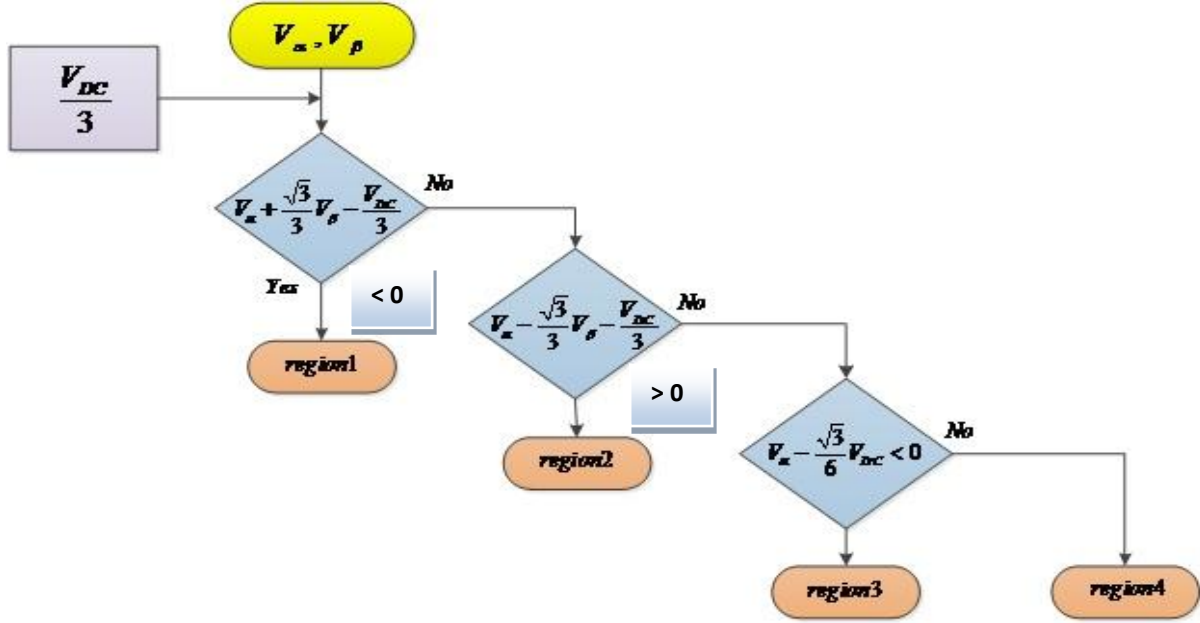 V_α, V_β
V_DC/3
V_α + √3/3 V_β − V_DC/3
No
Yes
< 0
region1
V_α − √3/3 V_β − V_DC/3
No
> 0
region2
V_α − √3/6 V_DC < 0
No
region3
region4